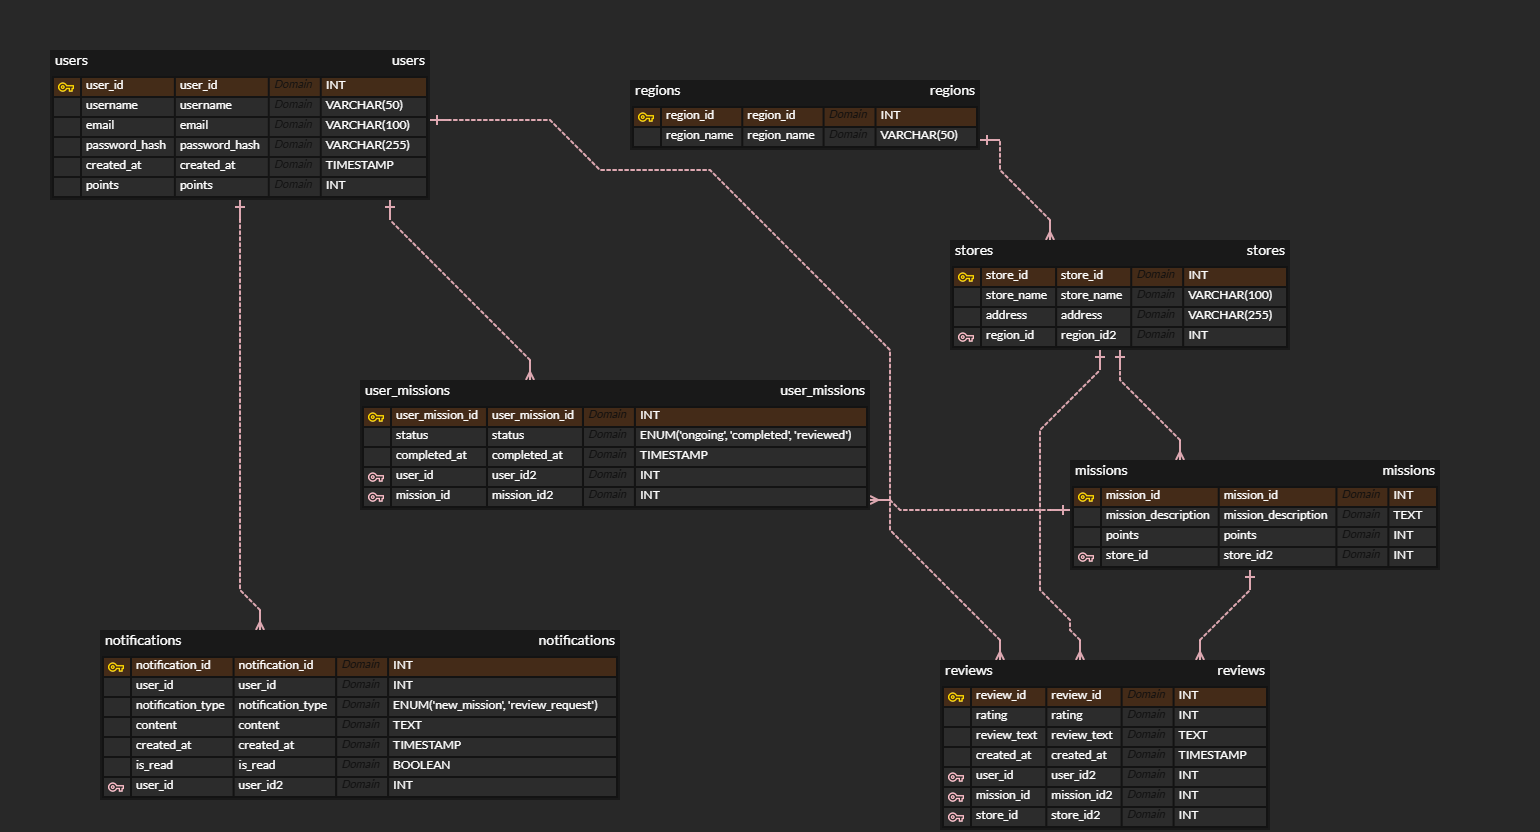 users users
user_id user_id Domain INT
username username Domain VARCHAR(50)
email email Domain VARCHAR(100)
password_hash password_hash Domain VARCHAR(255)
created_at created_at Domain TIMESTAMP
points points Domain INT
regions regions
region_id region_id Domain INT
region_name region_name Domain VARCHAR(50)
stores stores
store_id store_id Domain INT
store_name store_name Domain VARCHAR(100)
address address Domain VARCHAR(255)
region_id region_id2 Domain INT
user_missions user_missions
user_mission_id user_mission_id Domain INT
status status Domain ENUM('ongoing', 'completed', 'reviewed')
completed_at completed_at Domain TIMESTAMP
user_id user_id2 Domain INT
mission_id mission_id2 Domain INT
missions missions
mission_id mission_id Domain INT
mission_description mission_description Domain TEXT
points points Domain INT
store_id store_id2 Domain INT
notifications notifications
notification_id notification_id Domain INT
user_id user_id Domain INT
notification_type notification_type Domain ENUM('new_mission', 'review_request')
content content Domain TEXT
created_at created_at Domain TIMESTAMP
is_read is_read Domain BOOLEAN
user_id user_id2 Domain INT
reviews reviews
review_id review_id Domain INT
rating rating Domain INT
review_text review_text Domain TEXT
created_at created_at Domain TIMESTAMP
user_id user_id2 Domain INT
mission_id mission_id2 Domain INT
store_id store_id2 Domain INT